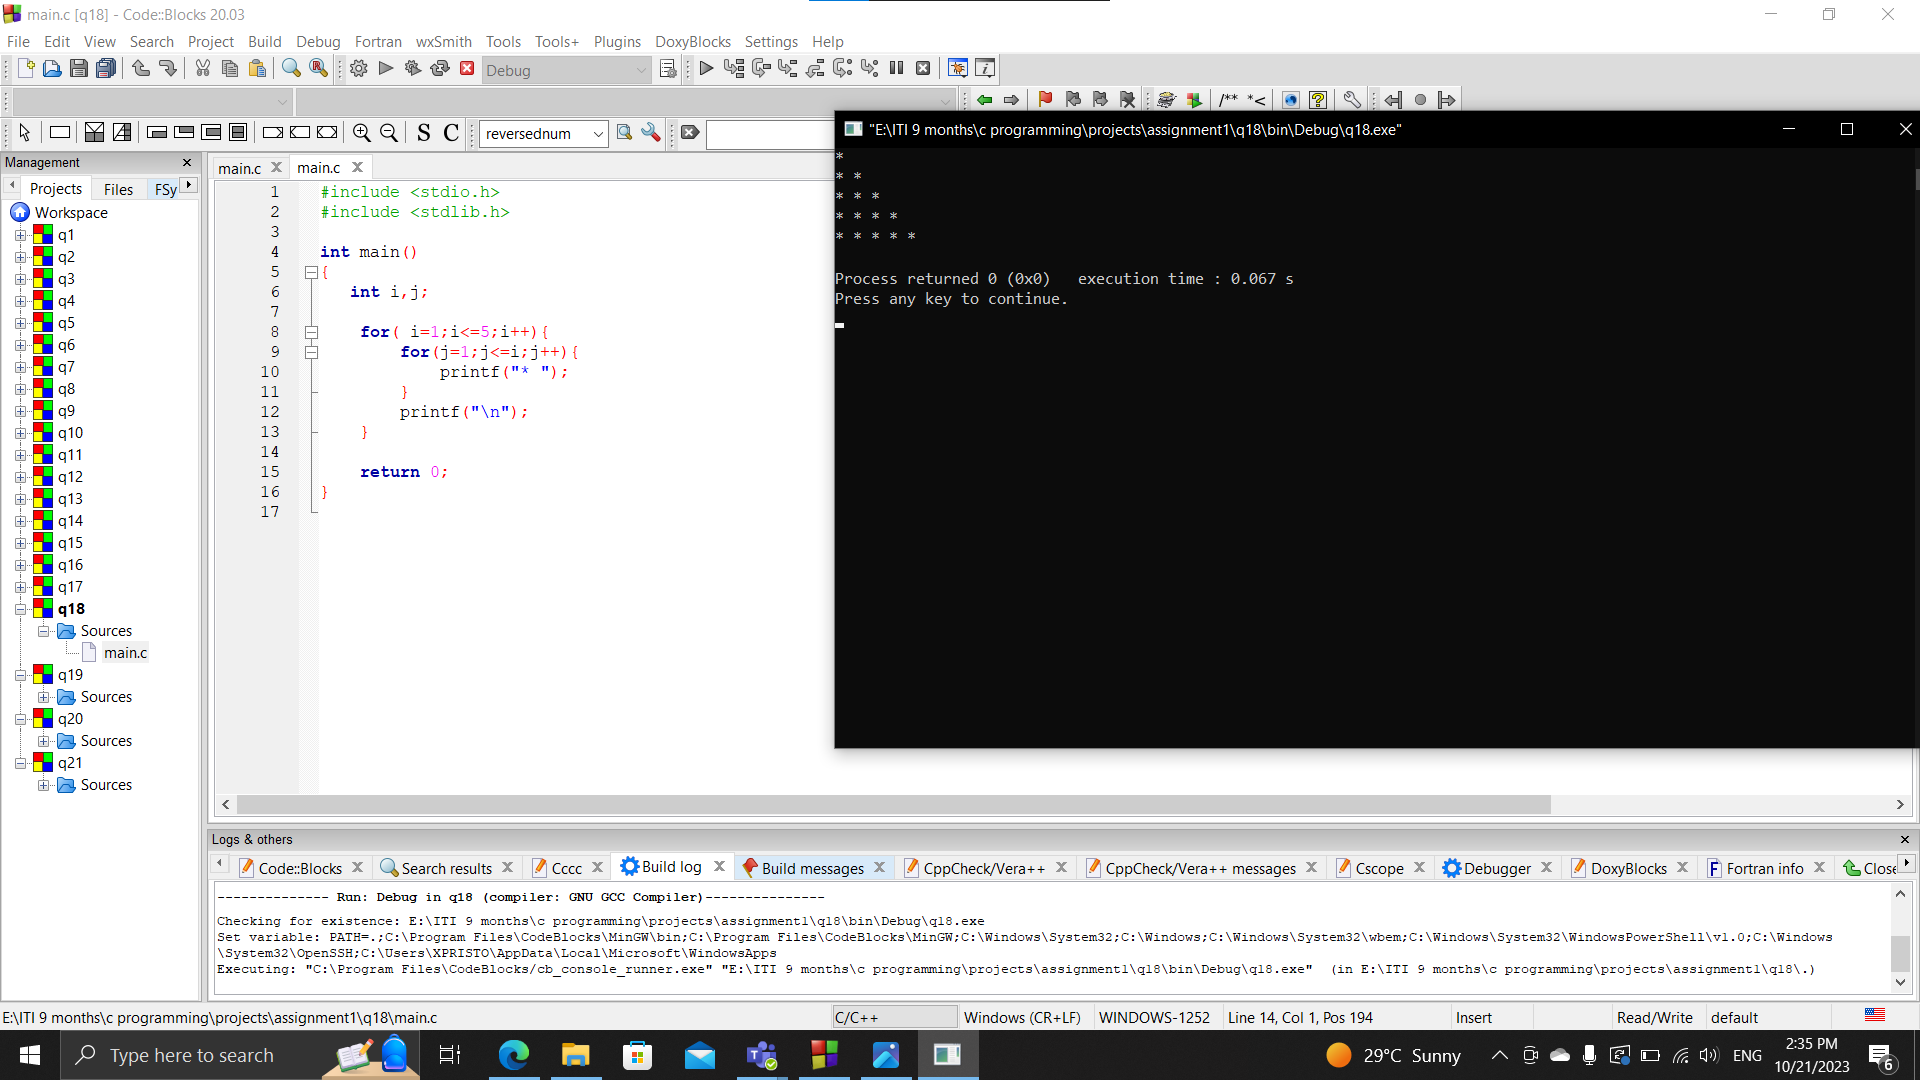 main.c [q18] - Code::Blocks 20.03
File Edit View Search Project Build Debug Fortran wxSmith Tools Tools+ Plugins DoxyBlocks Settings Help
Debug
/** *<
S C reversednum
Management
Projects Files FSy
Workspace
q1
q2
q3
q4
q5
q6
q7
q8
q9
q10
q11
q12
q13
q14
q15
q16
q17
q18
Sources
main.c
q19
Sources
q20
Sources
q21
Sources
main.c main.c
1 #include <stdio.h>
2 #include <stdlib.h>
3
4 int main()
5 {
6 int i,j;
7
8 for( i=1;i<=5;i++){
9 for(j=1;j<=i;j++){
10 printf("* ");
11 }
12 printf("\n");
13 }
14
15 return 0;
16 }
17
"E:\ITI 9 months\c programming\projects\assignment1\q18\bin\Debug\q18.exe"
*
* *
* * *
* * * *
* * * * *
Process returned 0 (0x0) execution time : 0.067 s
Press any key to continue.
Logs & others
Code::Blocks Search results Cccc Build log Build messages CppCheck/Vera++ CppCheck/Vera++ messages Cscope Debugger DoxyBlocks Fortran info Close
-------------- Run: Debug in q18 (compiler: GNU GCC Compiler)---------------
Checking for existence: E:\ITI 9 months\c programming\projects\assignment1\q18\bin\Debug\q18.exe
Set variable: PATH=.;C:\Program Files\CodeBlocks\MinGW\bin;C:\Program Files\CodeBlocks\MinGW;C:\Windows\System32;C:\Windows;C:\Windows\System32\wbem;C:\Windows\System32\WindowsPowerShell\v1.0;C:\Windows
\System32\OpenSSH;C:\Users\XPRISTO\AppData\Local\Microsoft\WindowsApps
Executing: "C:\Program Files\CodeBlocks/cb_console_runner.exe" "E:\ITI 9 months\c programming\projects\assignment1\q18\bin\Debug\q18.exe" (in E:\ITI 9 months\c programming\projects\assignment1\q18\.)
E:\ITI 9 months\c programming\projects\assignment1\q18\main.c C/C++ Windows (CR+LF) WINDOWS-1252 Line 14, Col 1, Pos 194 Insert Read/Write default
Type here to search
29°C Sunny
ENG
2:35 PM
10/21/2023
6